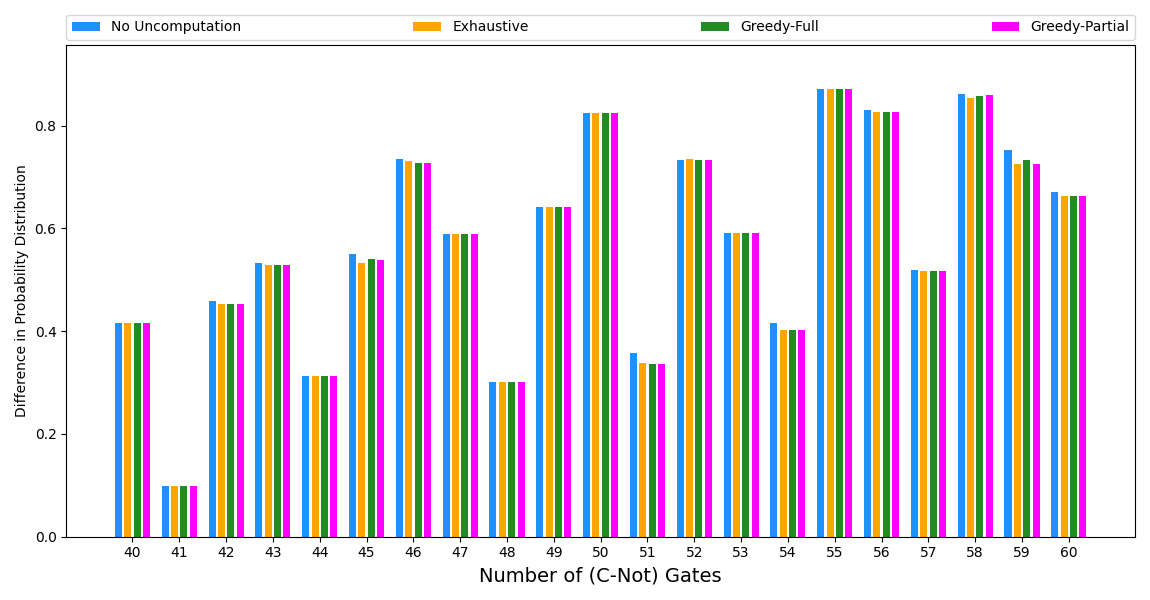 No Uncomputation Exhaustive Greedy-Full Greedy-Partial
Difference in Probability Distribution
0.8
0.6
0.4
0.2
0.0
40 41 42 43 44 45 46 47 48 49 50 51 52 53 54 55 56 57 58 59 60
Number of (C-Not) Gates